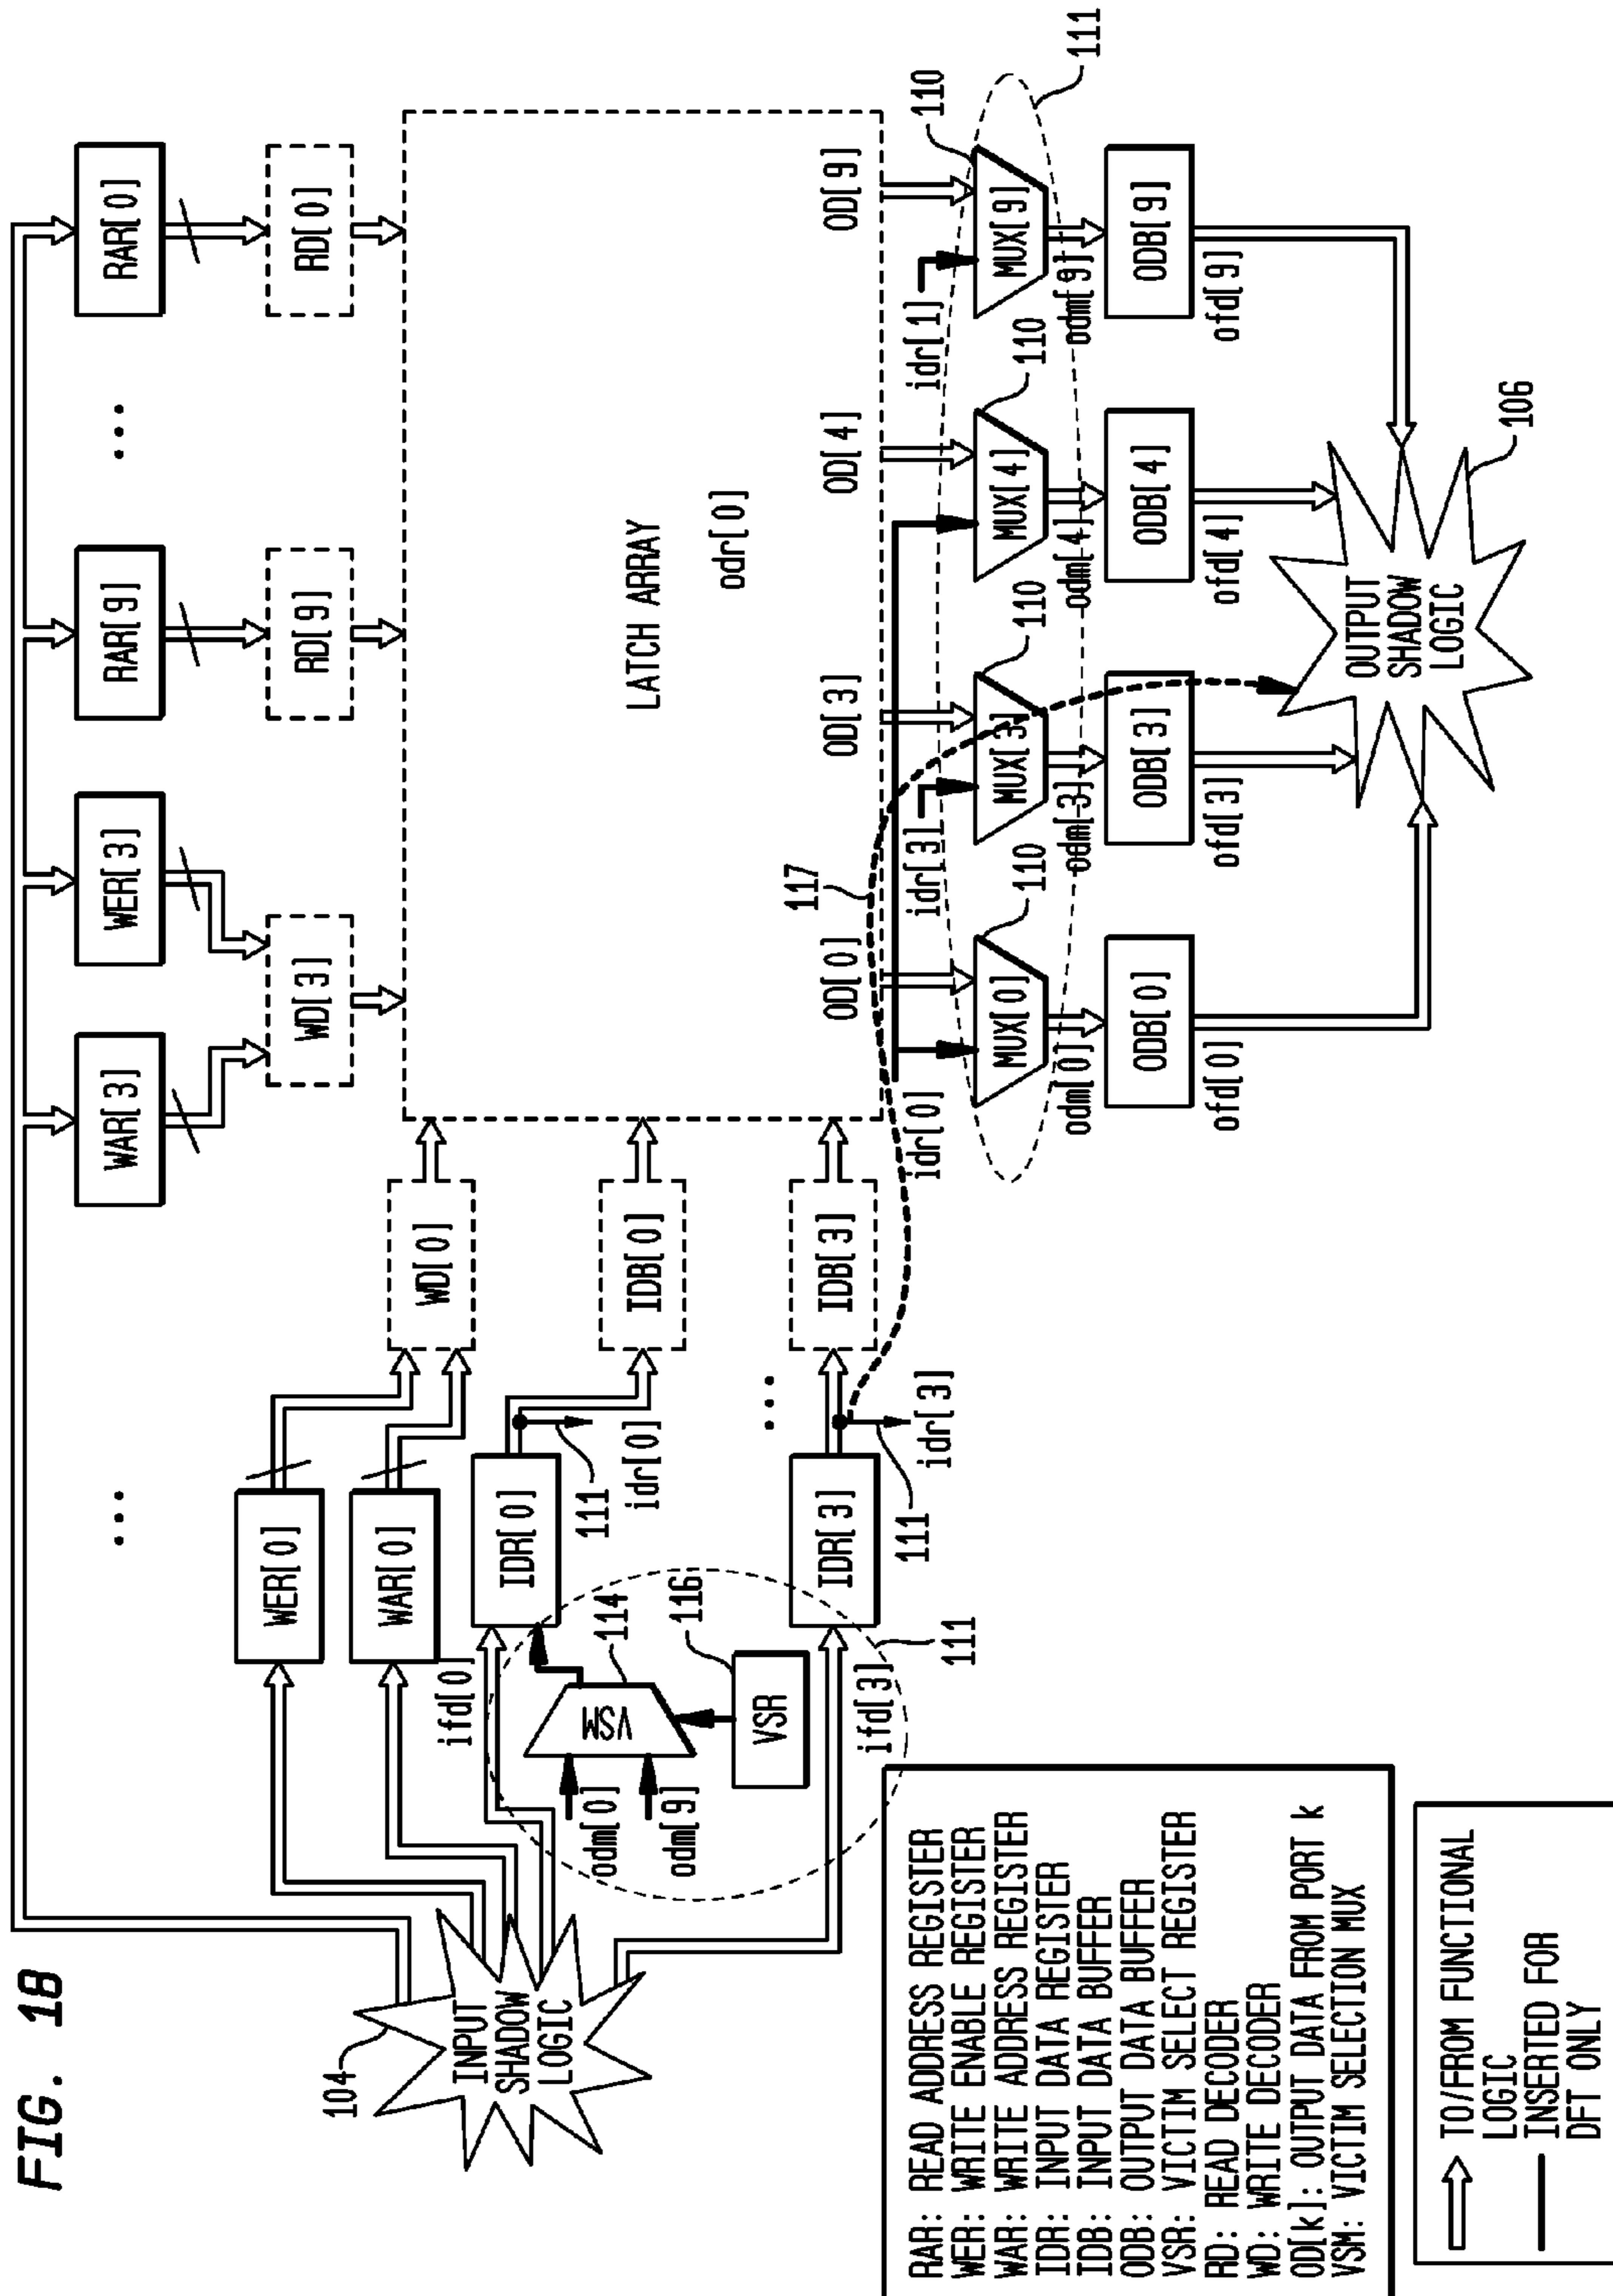 FIG. 18
104
INPUT
SHADOW
LOGIC
WER[0]
WAR[0]
ifd[0]
IDR[0]
111
idr[0]
odm[0]
odm[9]
VSM
114
116
VSR
111
ifd[3]
IDR[3]
111
idr[3]
...
...
WD[0]
IDB[0]
IDB[3]
WAR[3]
WER[3]
RAR[9]
...
RAR[0]
WD[3]
RD[9]
RD[0]
LATCH ARRAY
odr[0]
OD[0]
OD[3]
OD[4]
OD[9]
117
idr[0]
idr[3]
idr[1]
110
110
110
110
111
MUX[0]
MUX[3]
MUX[4]
MUX[9]
odm[0]
odm[3]
odm[4]
odm[9]
ODB[0]
ODB[3]
ODB[4]
ODB[9]
ofd[0]
ofd[3]
ofd[4]
ofd[9]
OUTPUT
SHADOW
LOGIC
106
RAR: READ ADDRESS REGISTER
WER: WRITE ENABLE REGISTER
WAR: WRITE ADDRESS REGISTER
IDR: INPUT DATA REGISTER
IDB: INPUT DATA BUFFER
ODB: OUTPUT DATA BUFFER
VSR: VICTIM SELECT REGISTER
RD: READ DECODER
WD: WRITE DECODER
OD[k]: OUTPUT DATA FROM PORT k
VSM: VICTIM SELECTION MUX
TO/FROM FUNCTIONAL
LOGIC
INSERTED FOR
DFT ONLY